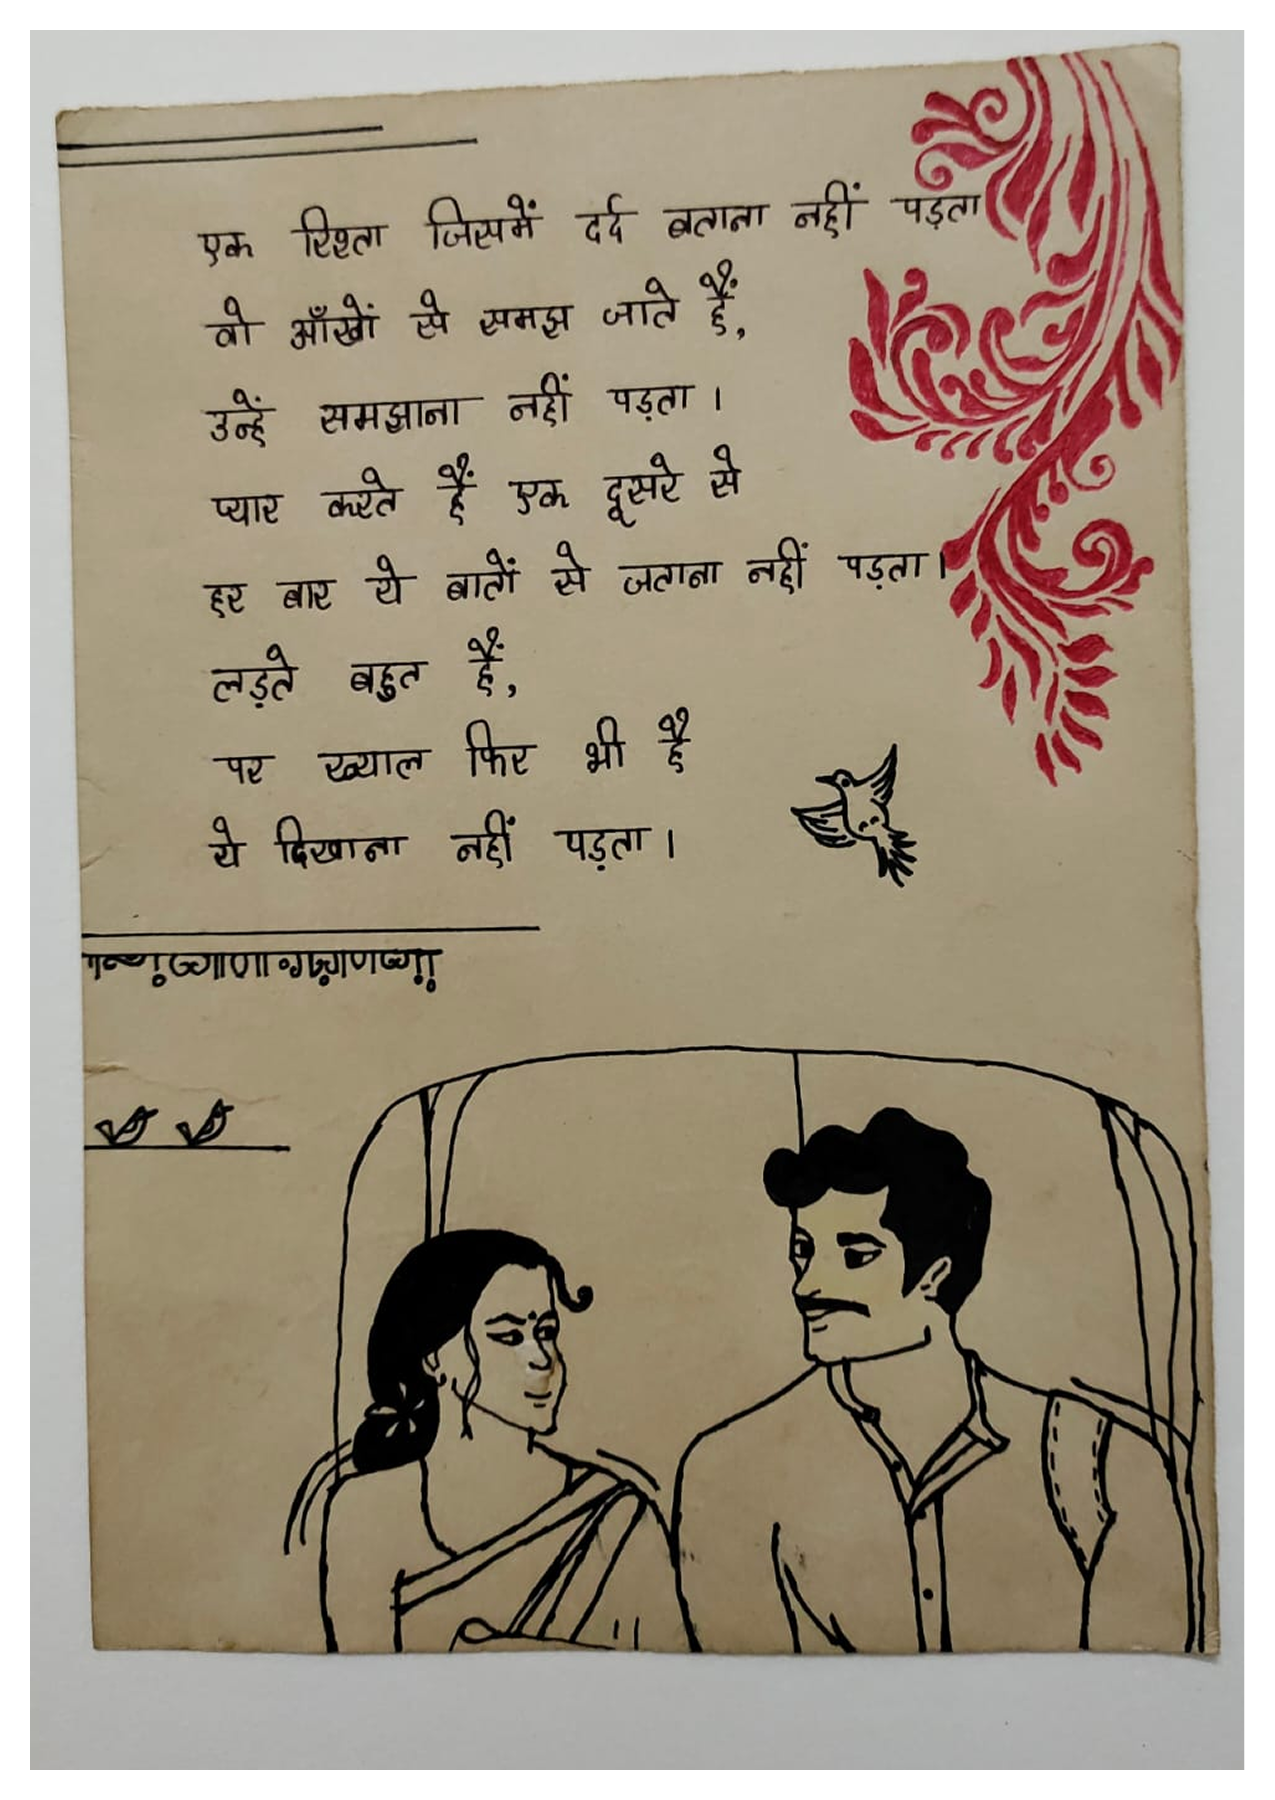 एक रिश्ता जिसमें दर्द बताना नहीं पड़ता
वो आँखों से समझ जाते हैं,
उन्हें समझाना नहीं पड़ता।
प्यार करते हैं एक दूसरे से
हर बार ये बातों से जताना नहीं पड़ता।
लड़ते बहुत हैं,
पर ख्याल फिर भी है
ये दिखाना नहीं पड़ता।